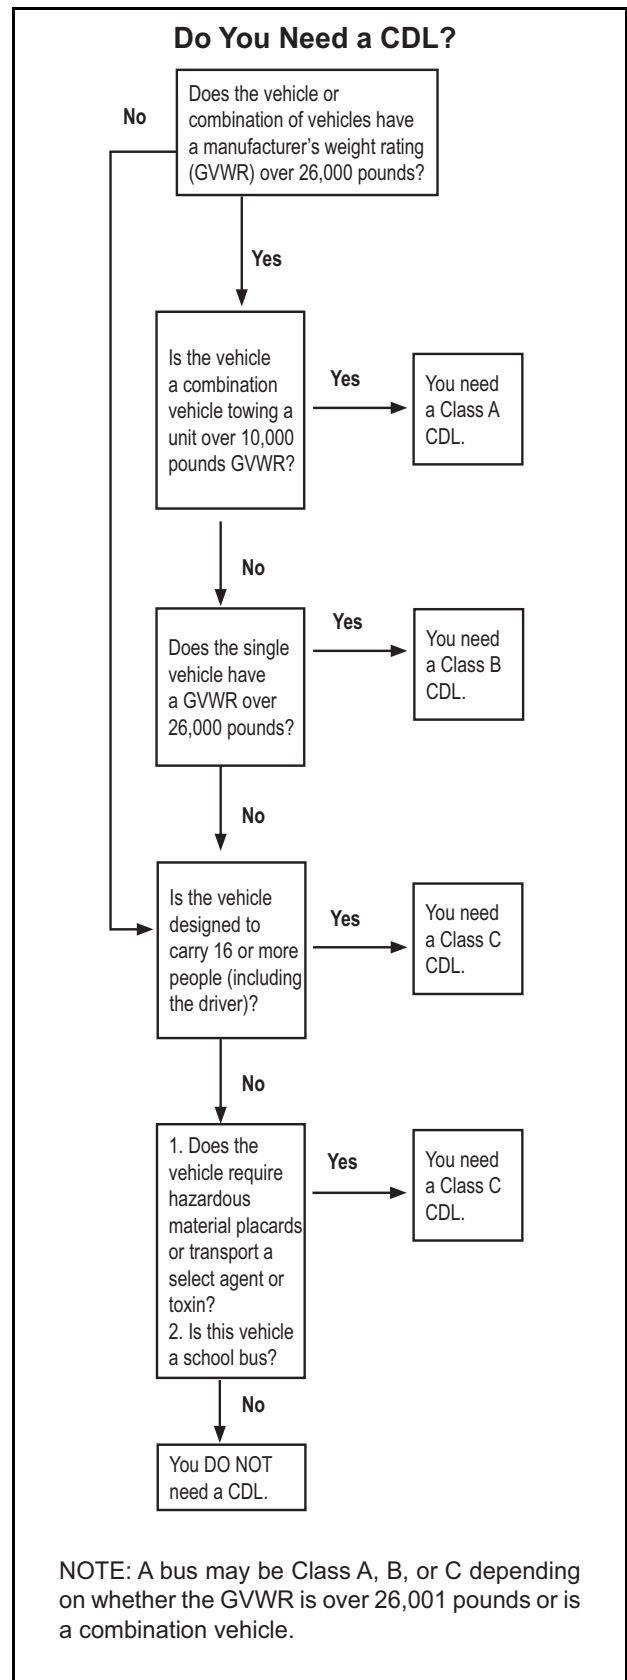 Do You Need a CDL?
Does the vehicle or
combination of vehicles have
a manufacturer’s weight rating
(GVWR) over 26,000 pounds?
No
Yes
Is the vehicle
a combination
vehicle towing a
unit over 10,000
pounds GVWR?
Yes
You need
a Class A
CDL.
No
Does the single
vehicle have
a GVWR over
26,000 pounds?
Yes
You need
a Class B
CDL.
No
Is the vehicle
designed to
carry 16 or more
people (including
the driver)?
Yes
You need
a Class C
CDL.
No
1. Does the
vehicle require
hazardous
material placards
or transport a
select agent or
toxin?
2. Is this vehicle
a school bus?
Yes
You need
a Class C
CDL.
No
You DO NOT
need a CDL.
NOTE: A bus may be Class A, B, or C depending
on whether the GVWR is over 26,001 pounds or is
a combination vehicle.